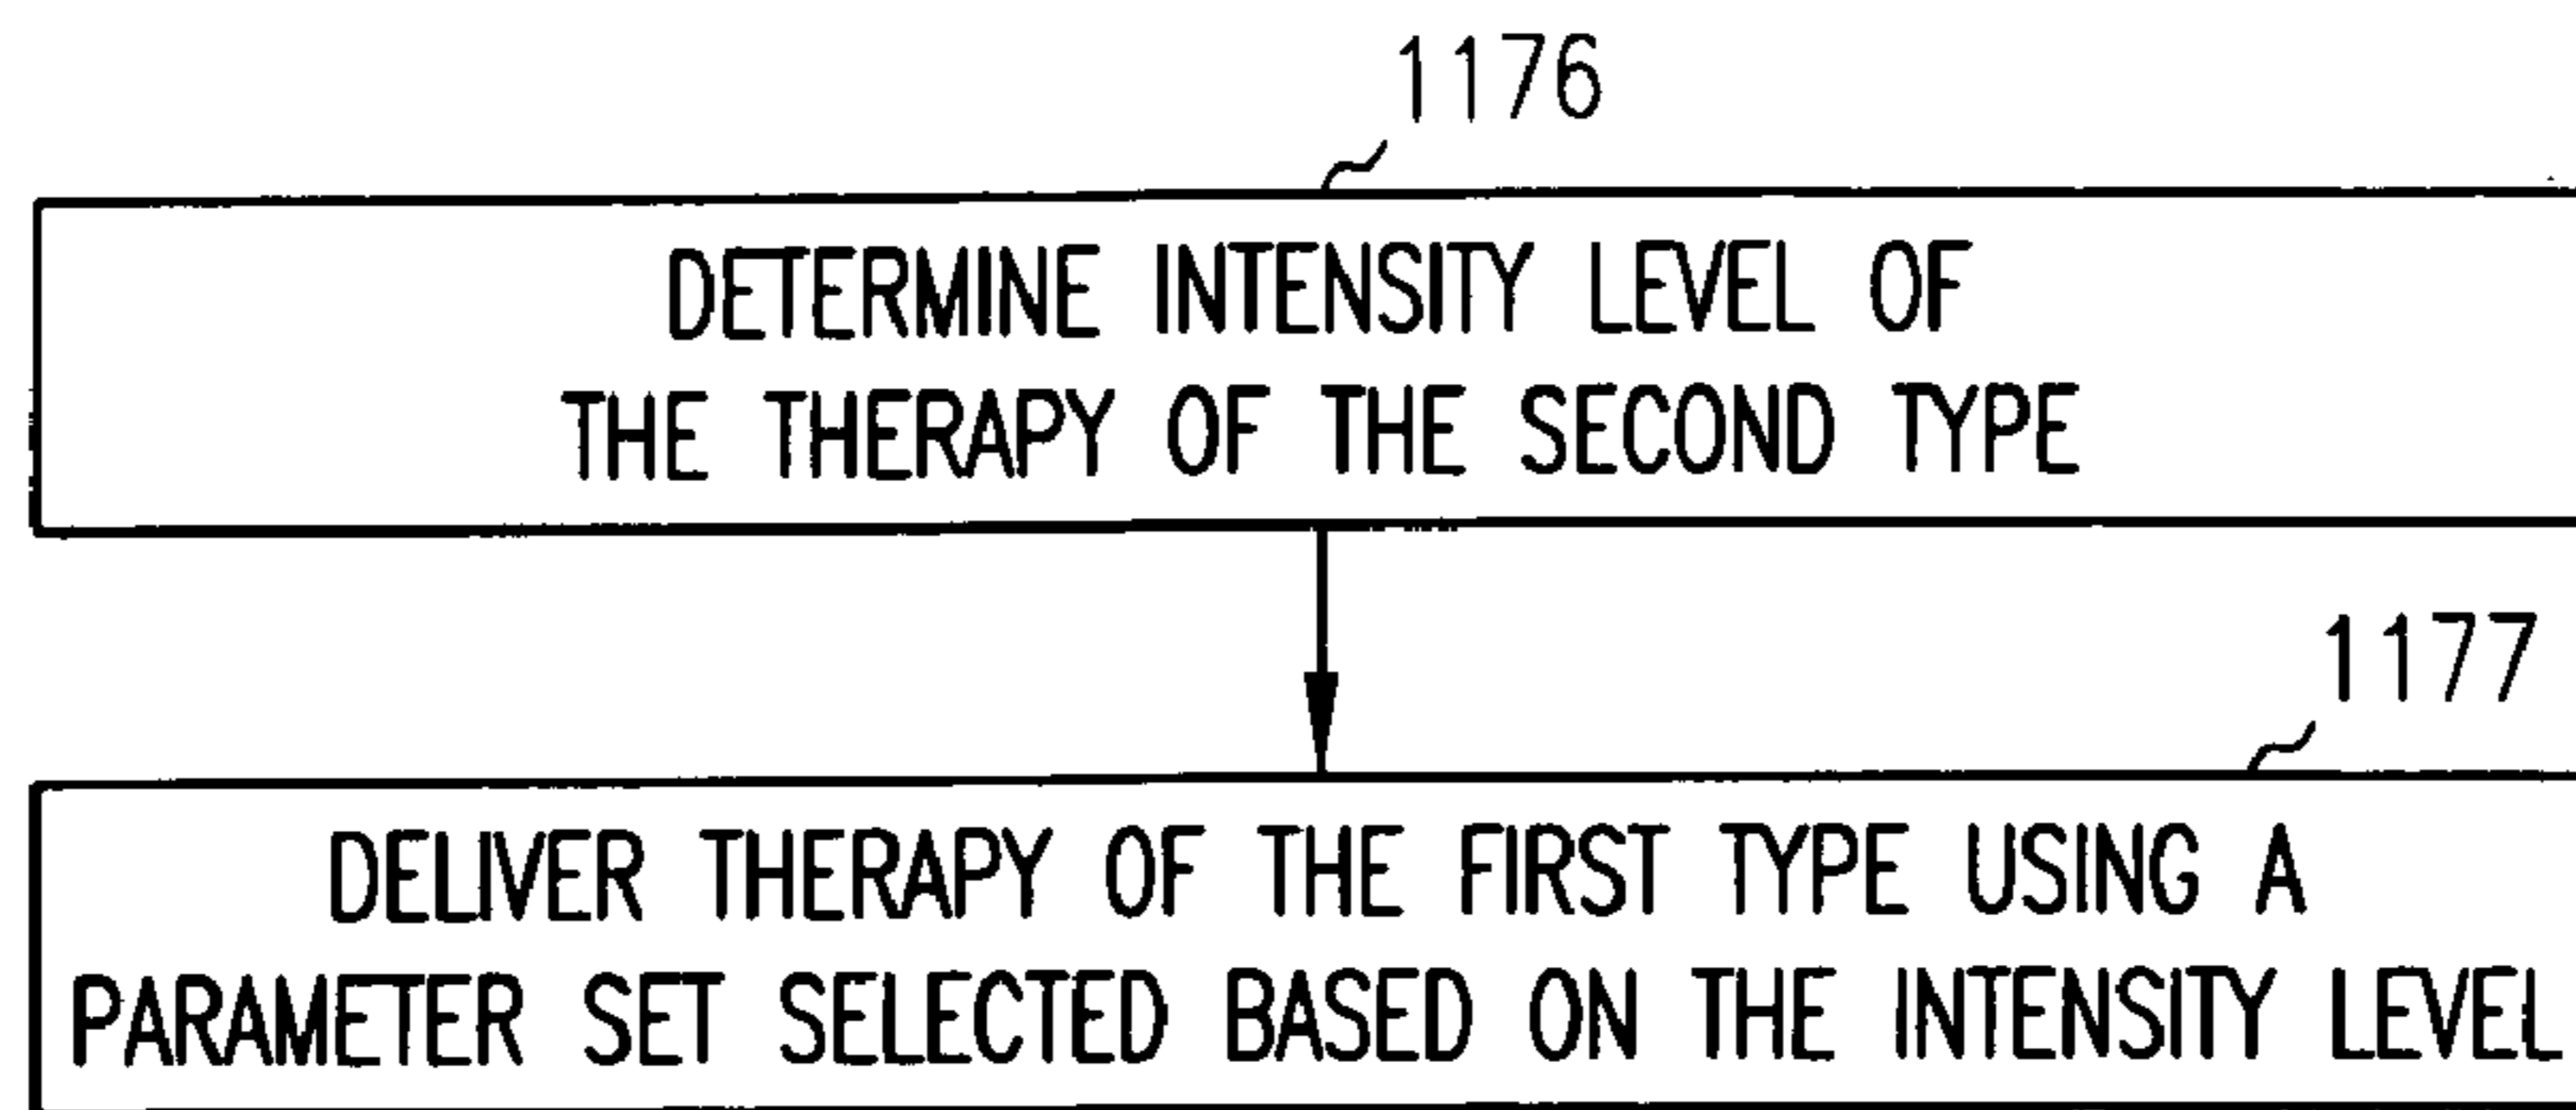 1176
DETERMINE INTENSITY LEVEL OF
THE THERAPY OF THE SECOND TYPE
1177
DELIVER THERAPY OF THE FIRST TYPE USING A
PARAMETER SET SELECTED BASED ON THE INTENSITY LEVEL